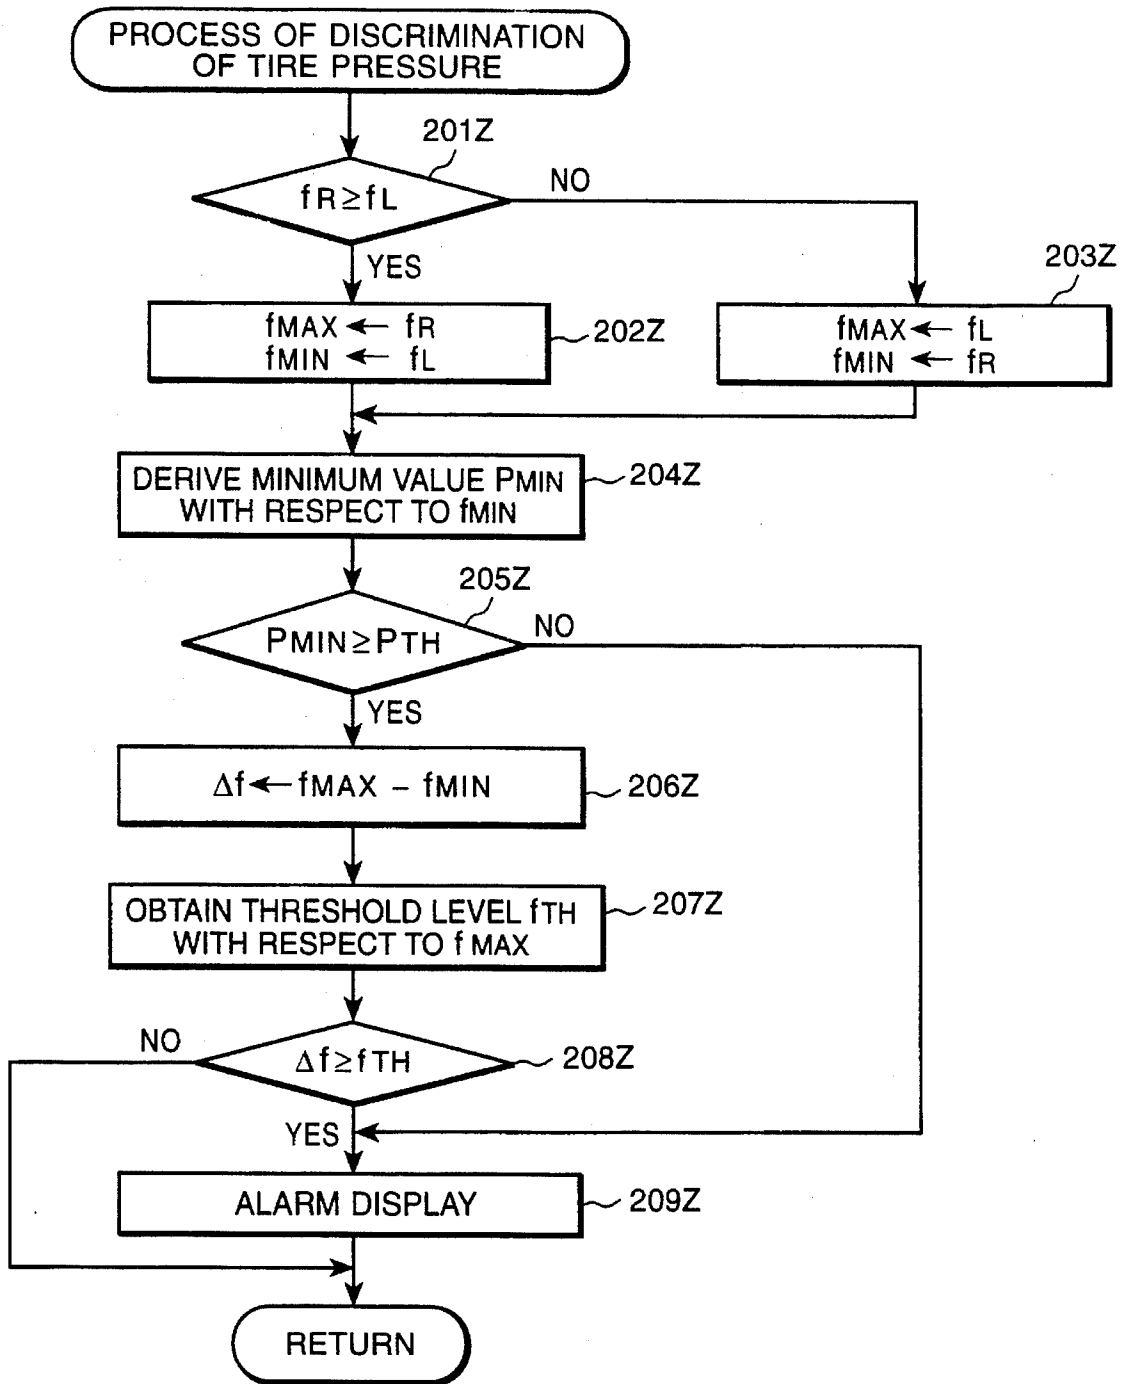 PROCESS OF DISCRIMINATION
OF TIRE PRESSURE
201Z
fR≥fL
NO
YES
203Z
fMAX ← fR
fMIN ← fL
202Z
fMAX ← fL
fMIN ← fR
DERIVE MINIMUM VALUE PMIN
WITH RESPECT TO fMIN
204Z
205Z
PMIN≥PTH
NO
YES
Δf←fMAX – fMIN
206Z
OBTAIN THRESHOLD LEVEL fTH
WITH RESPECT TO f MAX
207Z
NO
Δf≥fTH
208Z
YES
ALARM DISPLAY
209Z
RETURN